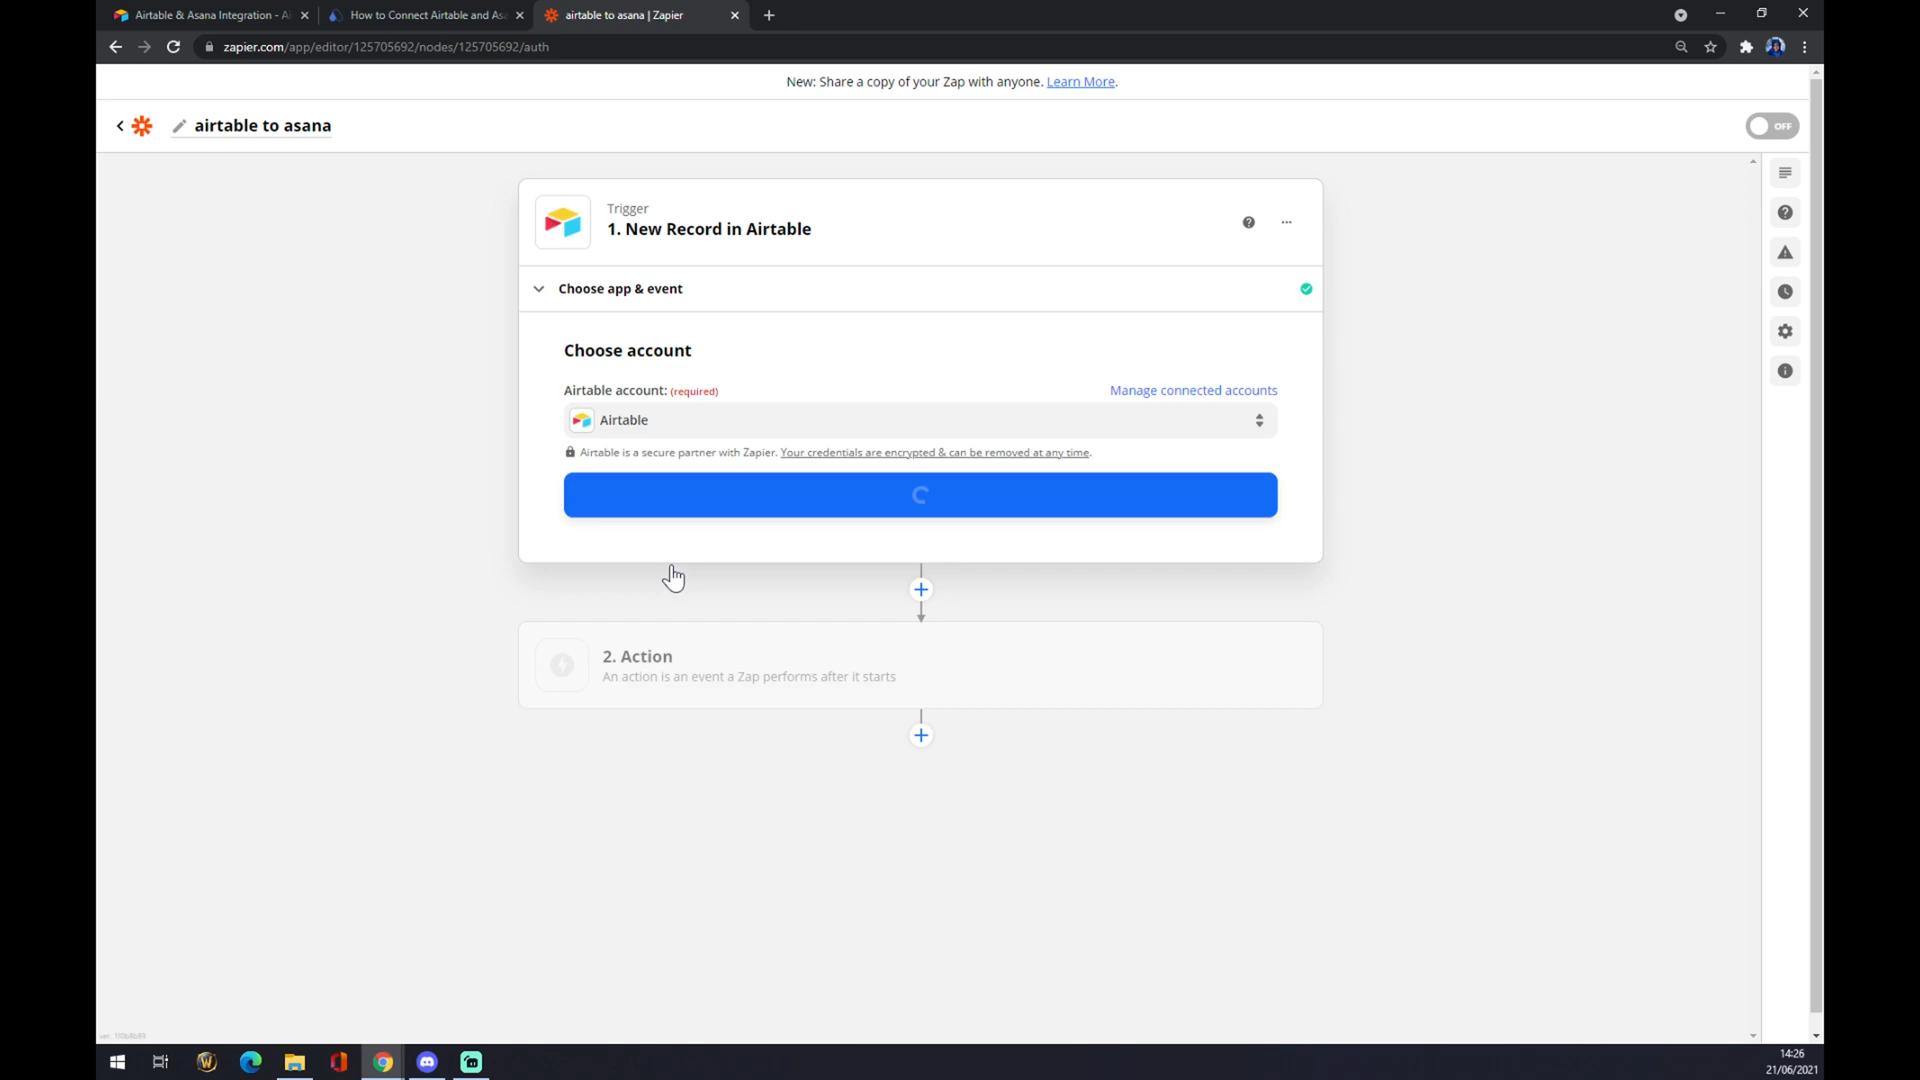 Airtable & Asana Integration - Ai
How to Connect Airtable and Asa
airtable to asana | Zapier
zapier.com/app/editor/125705692/nodes/125705692/auth
New: Share a copy of your Zap with anyone. Learn More.
airtable to asana
OFF
Trigger
1. New Record in Airtable
Choose app & event
Choose account
Airtable account: (required)
Manage connected accounts
Airtable
Airtable is a secure partner with Zapier. Your credentials are encrypted & can be removed at any time.
2. Action
An action is an event a Zap performs after it starts
14:26
21/06/2021